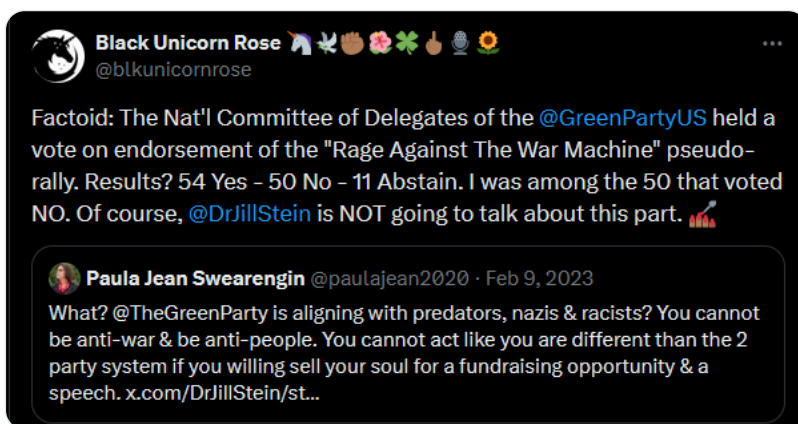 Black Unicorn Rose 🦄🕊️✊🏾🌸🍀🖕🏾🎙️🌻
@blkunicornrose
Factoid: The Nat'l Committee of Delegates of the @GreenPartyUS held a
vote on endorsement of the "Rage Against The War Machine" pseudo-
rally. Results? 54 Yes - 50 No - 11 Abstain. I was among the 50 that voted
NO. Of course, @DrJillStein is NOT going to talk about this part. 💅🏾
Paula Jean Swearengin @paulajean2020 · Feb 9, 2023
What? @TheGreenParty is aligning with predators, nazis & racists? You cannot
be anti-war & be anti-people. You cannot act like you are different than the 2
party system if you willing sell your soul for a fundraising opportunity & a
speech. x.com/DrJillStein/st...